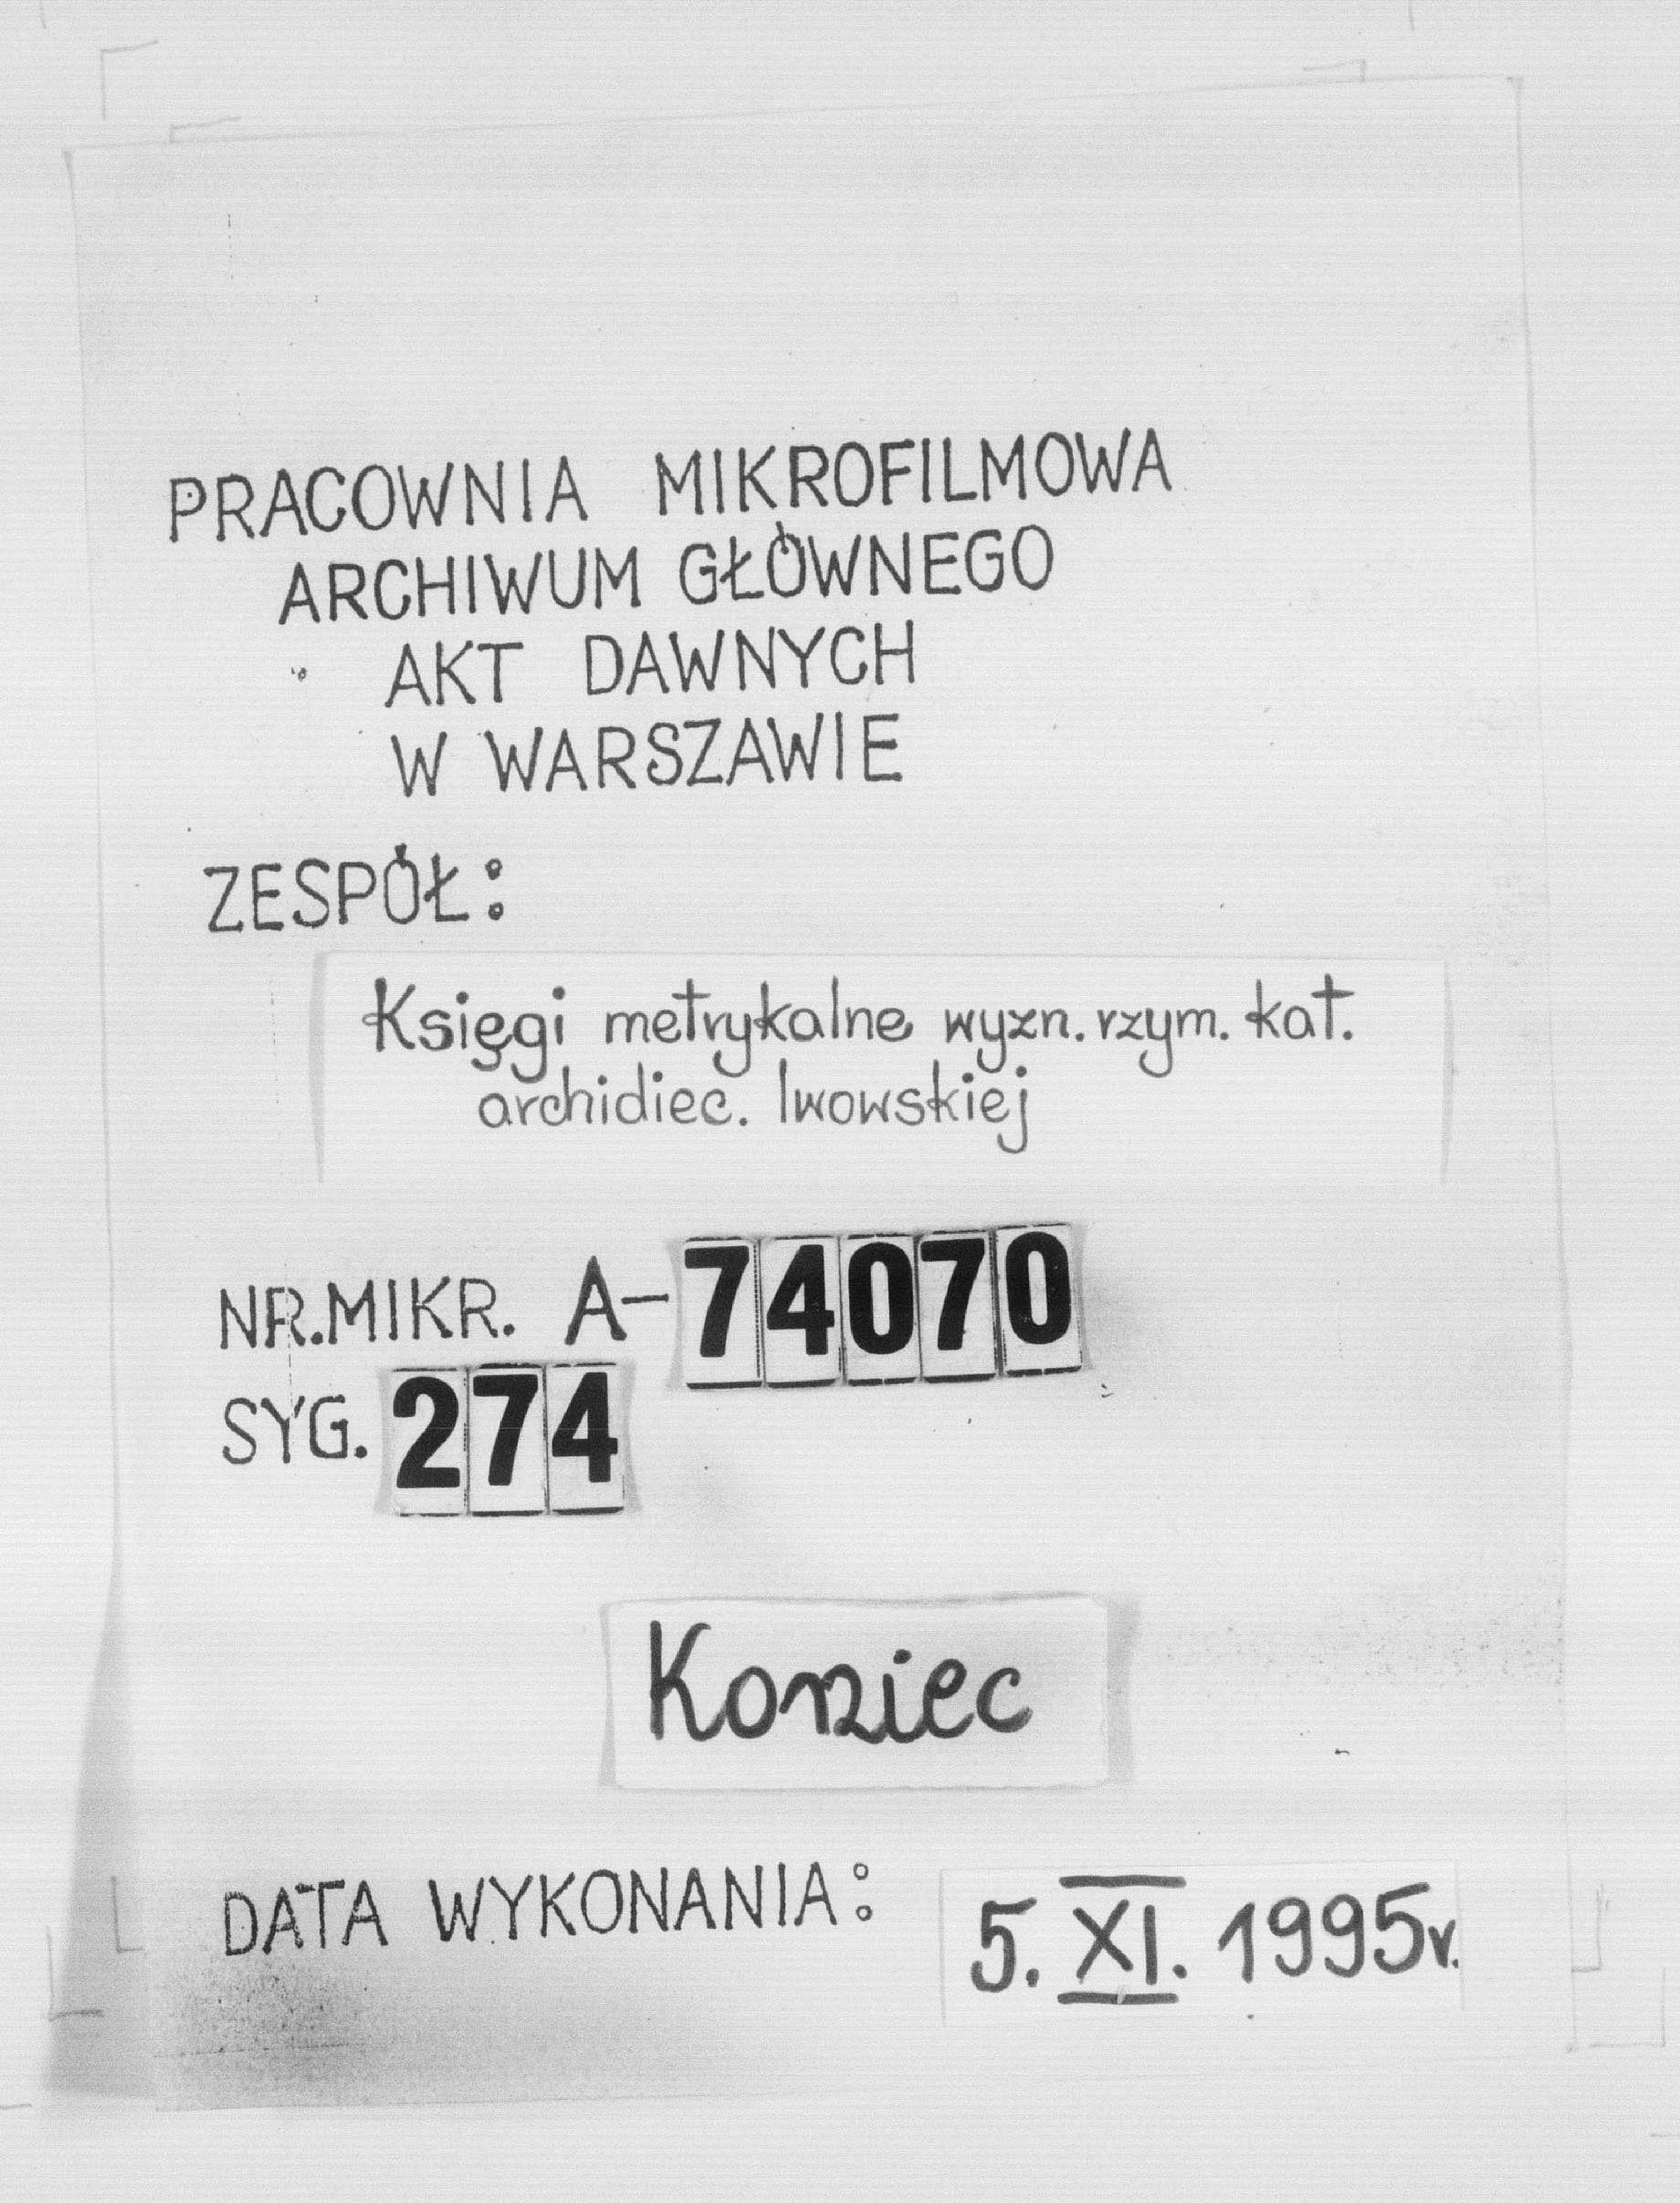 PRACOWNIA MIKROFILMOWA
ARCHIWUM GŁÓWNEGO
AKT DAWNYCH
W WARSZAWIE
ZESPÓŁ:
Księgi metrykalne wyzn. rzym. kat.
archidiec. lwowskiej
NR.MIKR. A-74070
SYG. 274
Koniec
DATA WYKONANIA: 5. XI. 1995r.